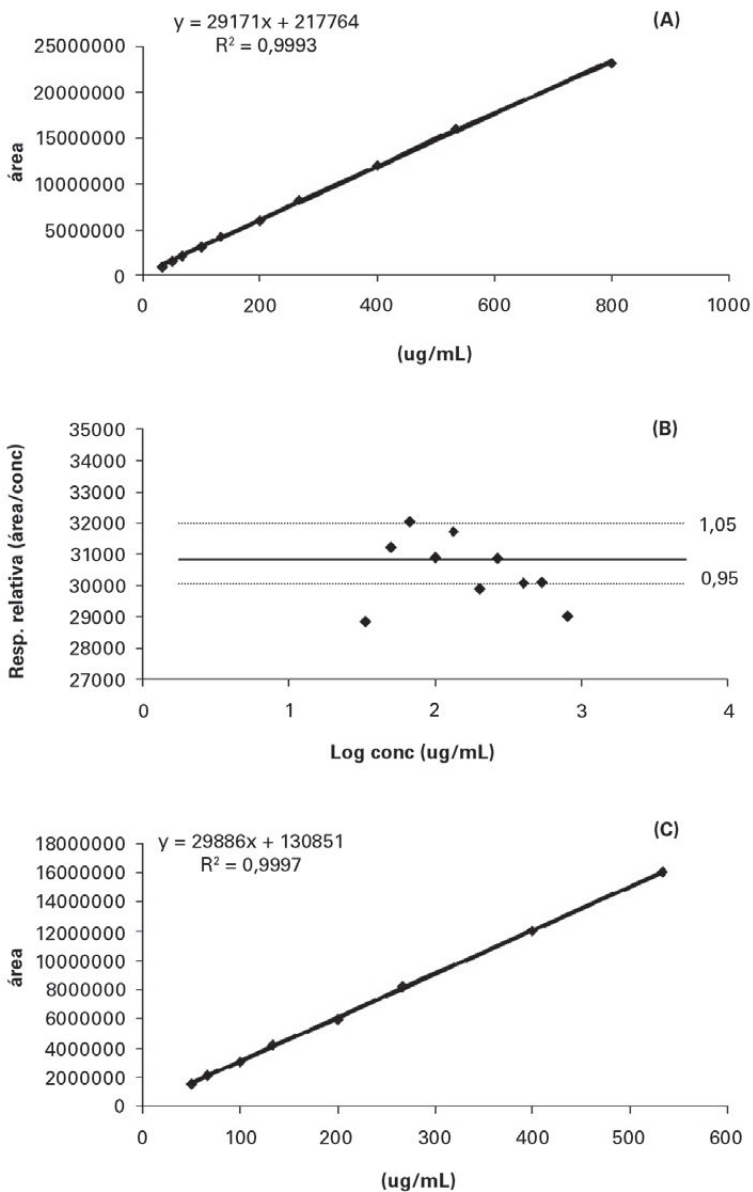 y = 29171x + 217764
R² = 0,9993
(A)
25000000
20000000
15000000
10000000
5000000
0
área
0 200 400 600 800 1000
(ug/mL)
(B)
35000
34000
33000
32000
31000
30000
29000
28000
27000
Resp. relativa (área/conc)
1,05
0,95
0 1 2 3 4
Log conc (ug/mL)
(C)
y = 29886x + 130851
R² = 0,9997
18000000
16000000
14000000
12000000
10000000
8000000
6000000
4000000
2000000
0
área
0 100 200 300 400 500 600
(ug/mL)